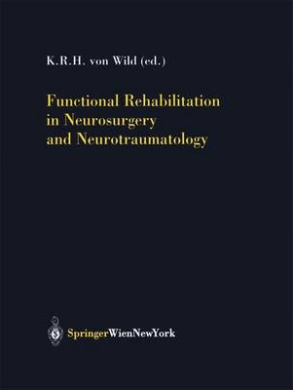 K.R.H. von Wild (ed.)
Functional Rehabilitation
in Neurosurgery
and Neurotraumatology
SpringerWienNewYork